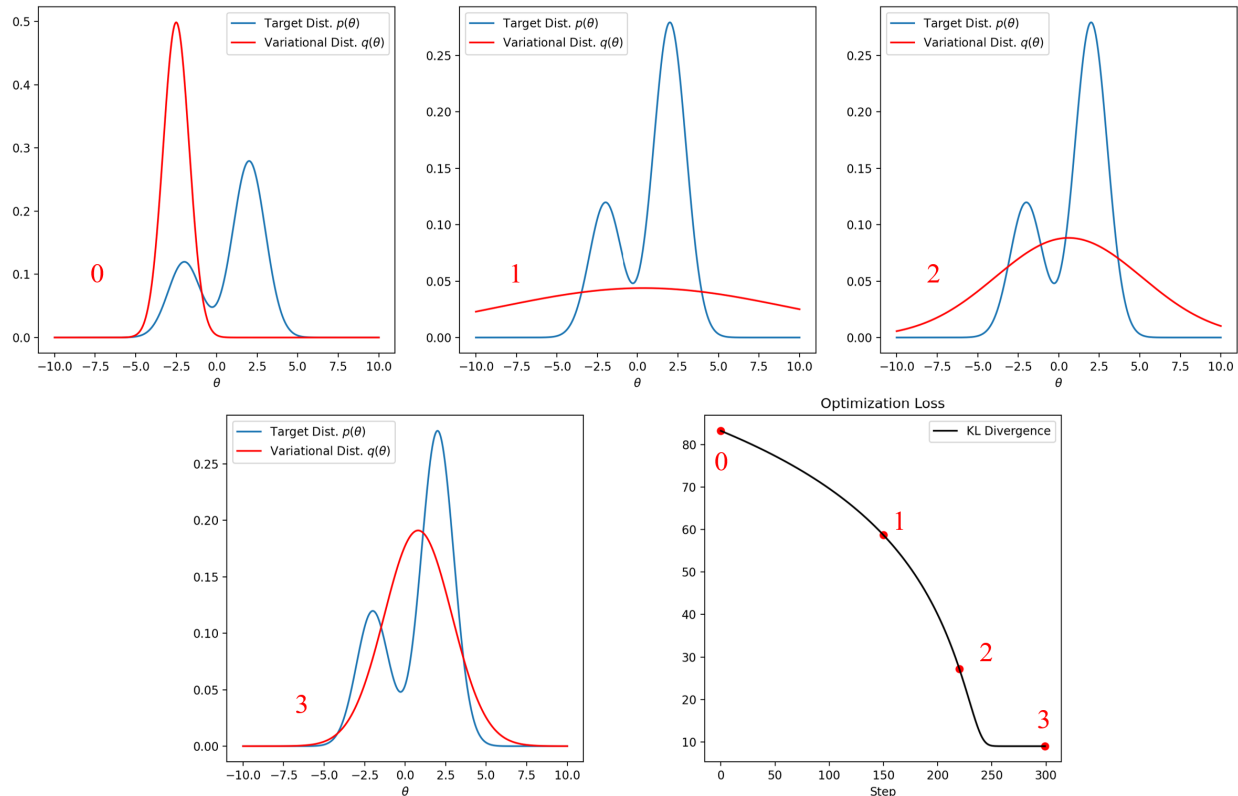 Target Dist. p(θ)
Variational Dist. q(θ)
0.5
0.4
0.3
0.2
0.1
0.0
0
−10.0 −7.5 −5.0 −2.5 0.0 2.5 5.0 7.5 10.0
θ
Target Dist. p(θ)
Variational Dist. q(θ)
0.25
0.20
0.15
0.10
0.05
0.00
1
−10.0 −7.5 −5.0 −2.5 0.0 2.5 5.0 7.5 10.0
θ
Target Dist. p(θ)
Variational Dist. q(θ)
0.25
0.20
0.15
0.10
0.05
0.00
2
−10.0 −7.5 −5.0 −2.5 0.0 2.5 5.0 7.5 10.0
θ
Target Dist. p(θ)
Variational Dist. q(θ)
0.25
0.20
0.15
0.10
0.05
0.00
3
−10.0 −7.5 −5.0 −2.5 0.0 2.5 5.0 7.5 10.0
θ
Optimization Loss
KL Divergence
80
70
60
50
40
30
20
10
0
1
2
3
0 50 100 150 200 250 300
Step